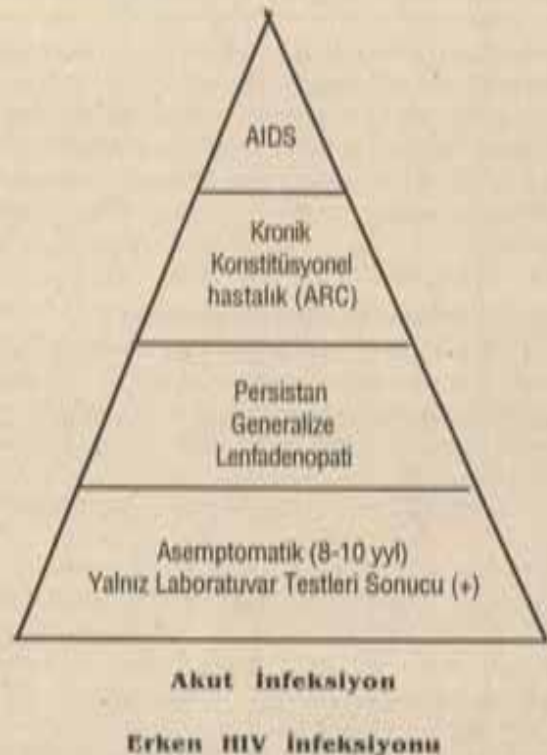 AIDS
Kronik
Konstitüsyonel
hastalık (ARC)
Persistan
Generalize
Lenfadenopati
Asemptomatik (8-10 yyl)
Yalnız Laboratuvar Testleri Sonucu (+)
Akut İnfeksiyon
Erken HIV İnfeksiyonu